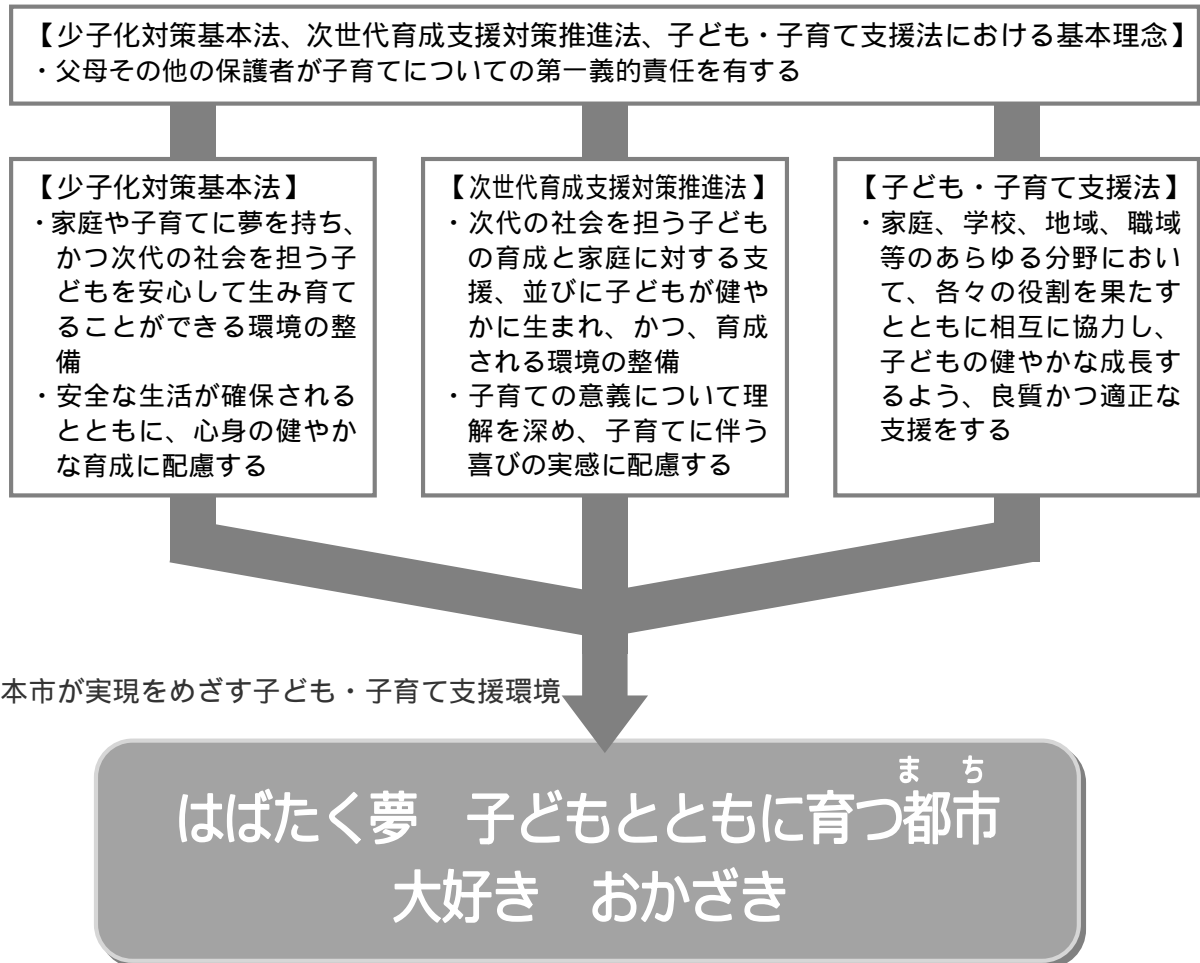 【少子化対策基本法、次世代育成支援対策推進法、子ども・子育て支援法における基本理念】
・父母その他の保護者が子育てについての第一義的責任を有する
【少子化対策基本法】
・家庭や子育てに夢を持ち、
かつ次代の社会を担う子
どもを安心して生み育て
ることができる環境の整
備
・安全な生活が確保される
とともに、心身の健やか
な育成に配慮する
【次世代育成支援対策推進法】
・次代の社会を担う子ども
の育成と家庭に対する支
援、並びに子どもが健や
かに生まれ、かつ、育成
される環境の整備
・子育ての意義について理
解を深め、子育てに伴う
喜びの実感に配慮する
【子ども・子育て支援法】
・家庭、学校、地域、職域
等のあらゆる分野におい
て、各々の役割を果たす
とともに相互に協力し、
子どもの健やかな成長す
るよう、良質かつ適正な
支援をする
本市が実現をめざす子ども・子育て支援環境
まち
はばたく夢　子どもとともに育つ都市
大好き　おかざき